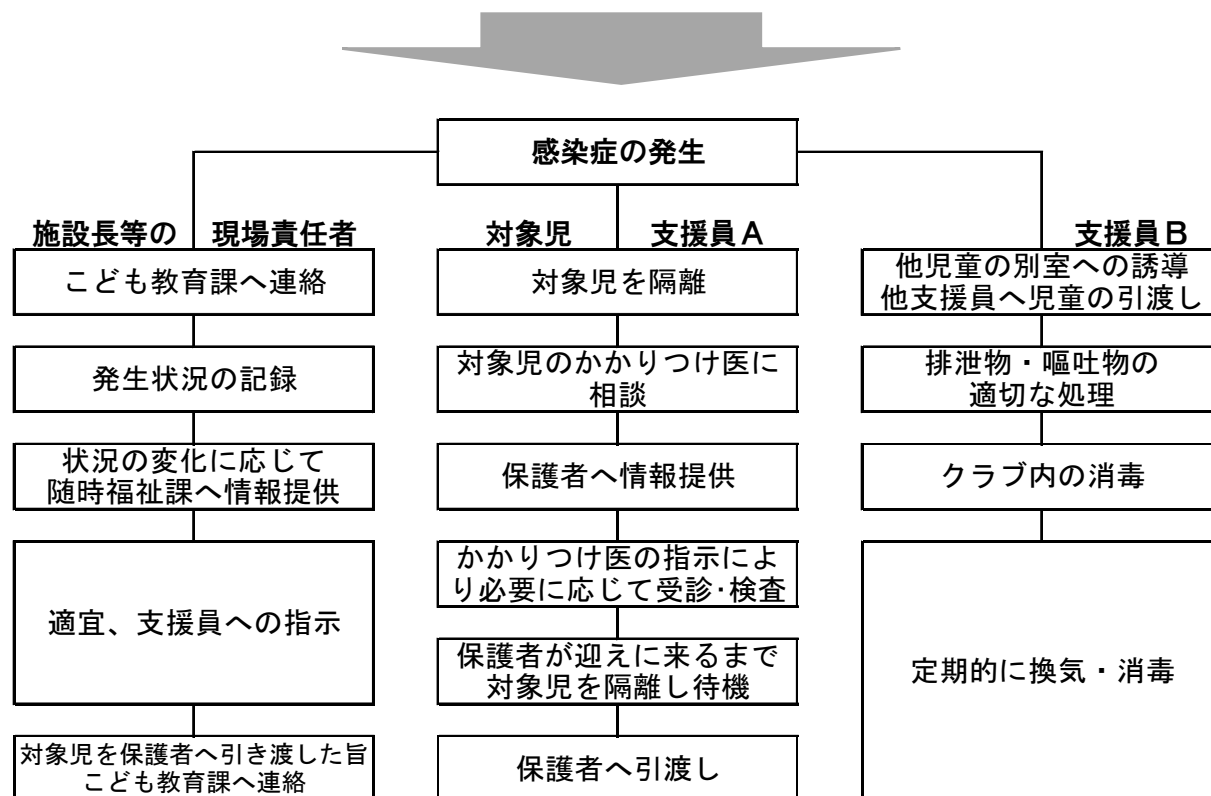 感染症の発生
施設長等の 現場責任者
こども教育課へ連絡
発生状況の記録
状況の変化に応じて
随時福祉課へ情報提供
適宜、支援員への指示
対象児を保護者へ引き渡した旨
こども教育課へ連絡
対象児 支援員A
対象児を隔離
対象児のかかりつけ医に
相談
保護者へ情報提供
かかりつけ医の指示によ
り必要に応じて受診・検査
保護者が迎えに来るまで
対象児を隔離し待機
保護者へ引渡し
支援員B
他児童の別室への誘導
他支援員へ児童の引渡し
排泄物・嘔吐物の
適切な処理
クラブ内の消毒
定期的に換気・消毒